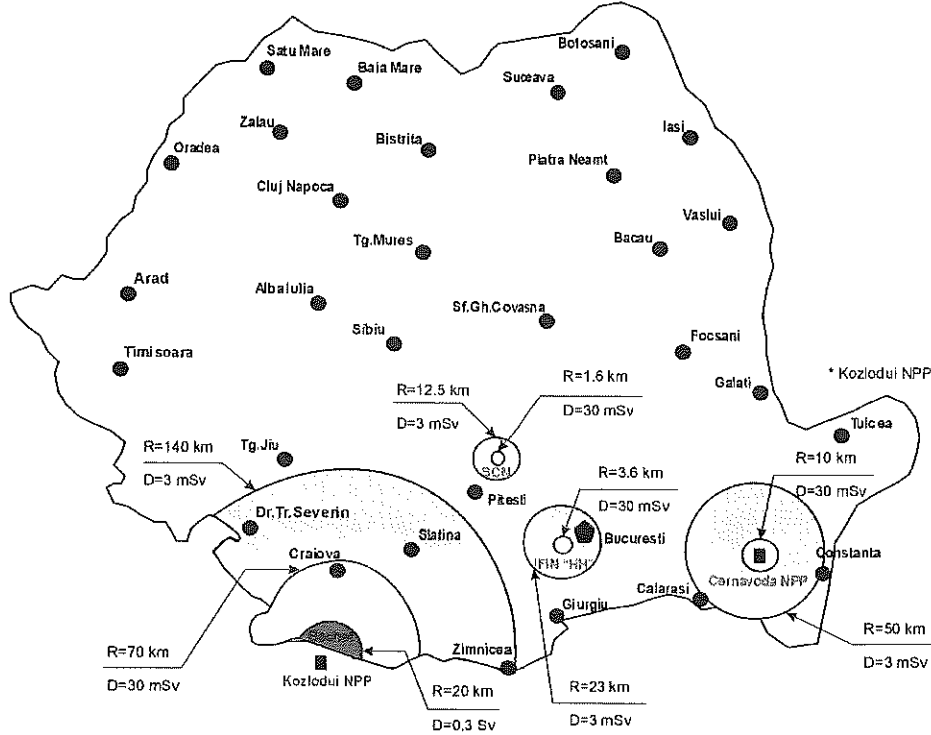 Botosani
Satu Mare
Baia Mare
Suceava
Zalau
Iasi
Bistrita
Oradea
Piatra Neamt
Cluj Napoca
Vaslui
Tg.Mures
Bacau
Arad
AlbaIulia
Sf.Gh.Covasna
Sibiu
Focsani
Timisoara
* Kozlodui NPP
R=12.5 km
R=1.6 km
Galati
D=3 mSv
D=30 mSv
Tulcea
R=140 km
Tg.Jiu
R=10 km
D=3 mSv
SCN
R=3.6 km
D=30 mSv
Pitesti
D=30 mSv
Dr.Tr.Severin
Slatina
Bucuresti
Craiova
IFIN "HH"
Constanta
Cernavoda NPP
Calarasi
Giurgiu
R=50 km
R=70 km
Zimnicea
D=3 mSv
D=30 mSv
Kozlodui NPP
R=20 km
R=23 km
D=0,3 Sv
D=3 mSv